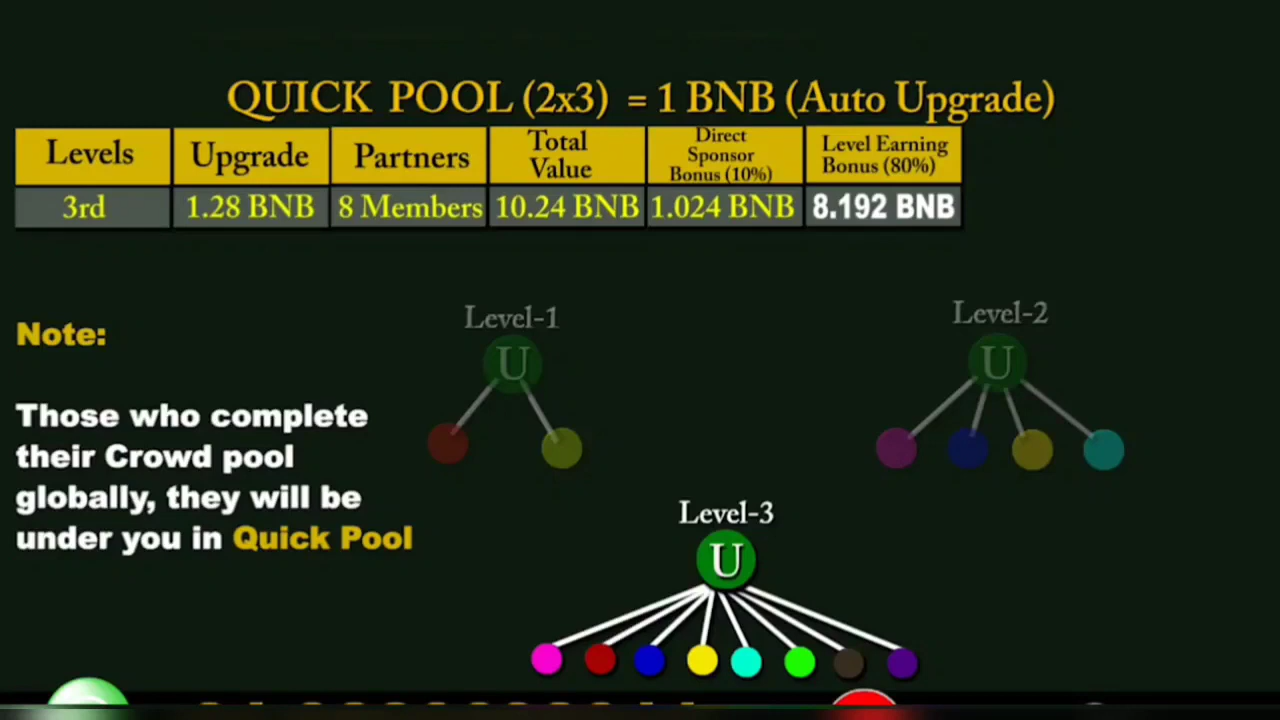 QUICK POOL (2x3) = 1 BNB (Auto Upgrade)
Levels
Upgrade
Partners
Total
Value
Direct
Sponsor
Bonus (10%)
Level Earning
Bonus (80%)
3rd
1.28 BNB
8 Members
10.24 BNB
1.024 BNB
8.192 BNB
Note:
Those who complete
their Crowd pool
globally, they will be
under you in Quick Pool
Level-1
U
Level-2
U
Level-3
U